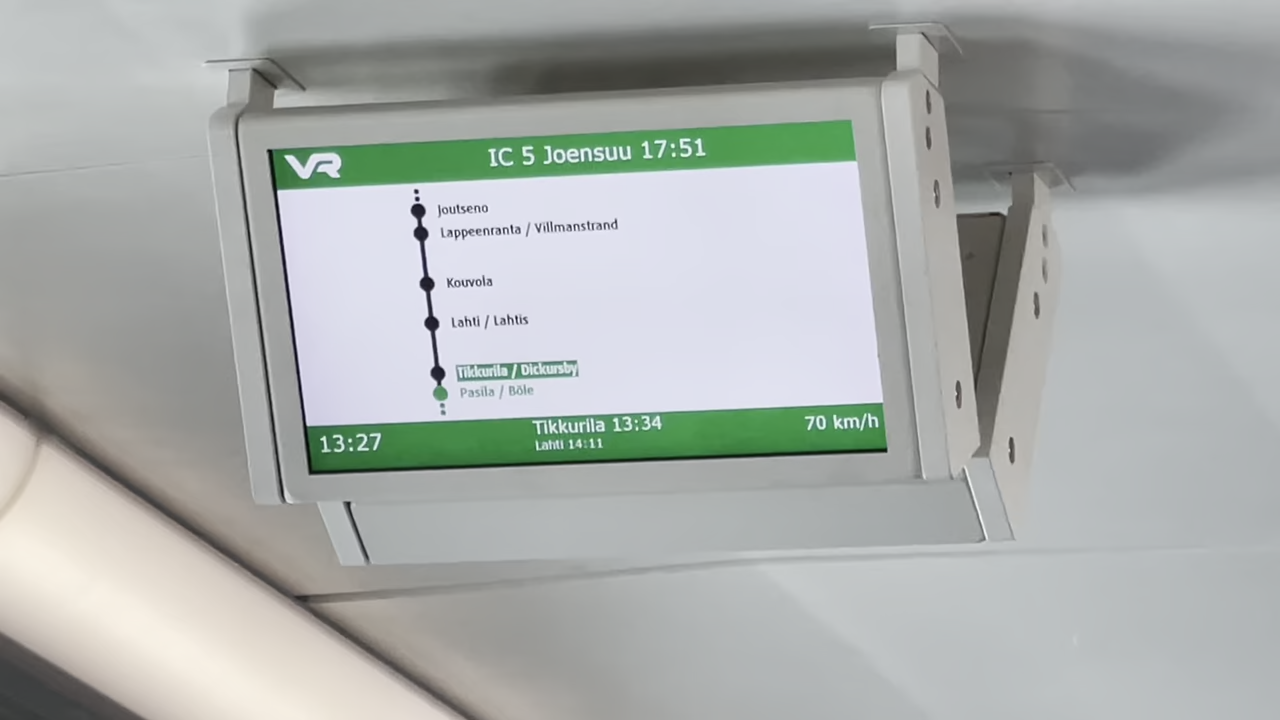 VR
IC 5 Joensuu 17:51
Joutseno
Lappeenranta / Villmanstrand
Kouvola
Lahti / Lahtis
Tikkurila / Dickursby
Pasila / Böle
13:27
Tikkurila 13:34
Lahti 14:11
70 km/h